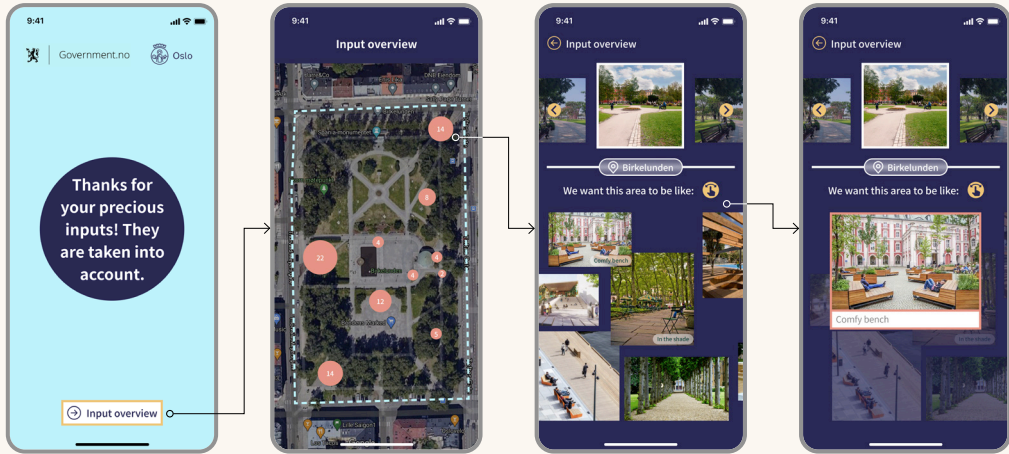 9:41
Government.no
Oslo
Thanks for
your precious
inputs! They
are taken into
account.
Input overview
9:41
Input overview
14
8
22
4
4
4
2
12
5
14
9:41
Input overview
Birkelunden
We want this area to be like:
Comfy bench
In the shade
9:41
Input overview
Birkelunden
We want this area to be like:
Comfy bench